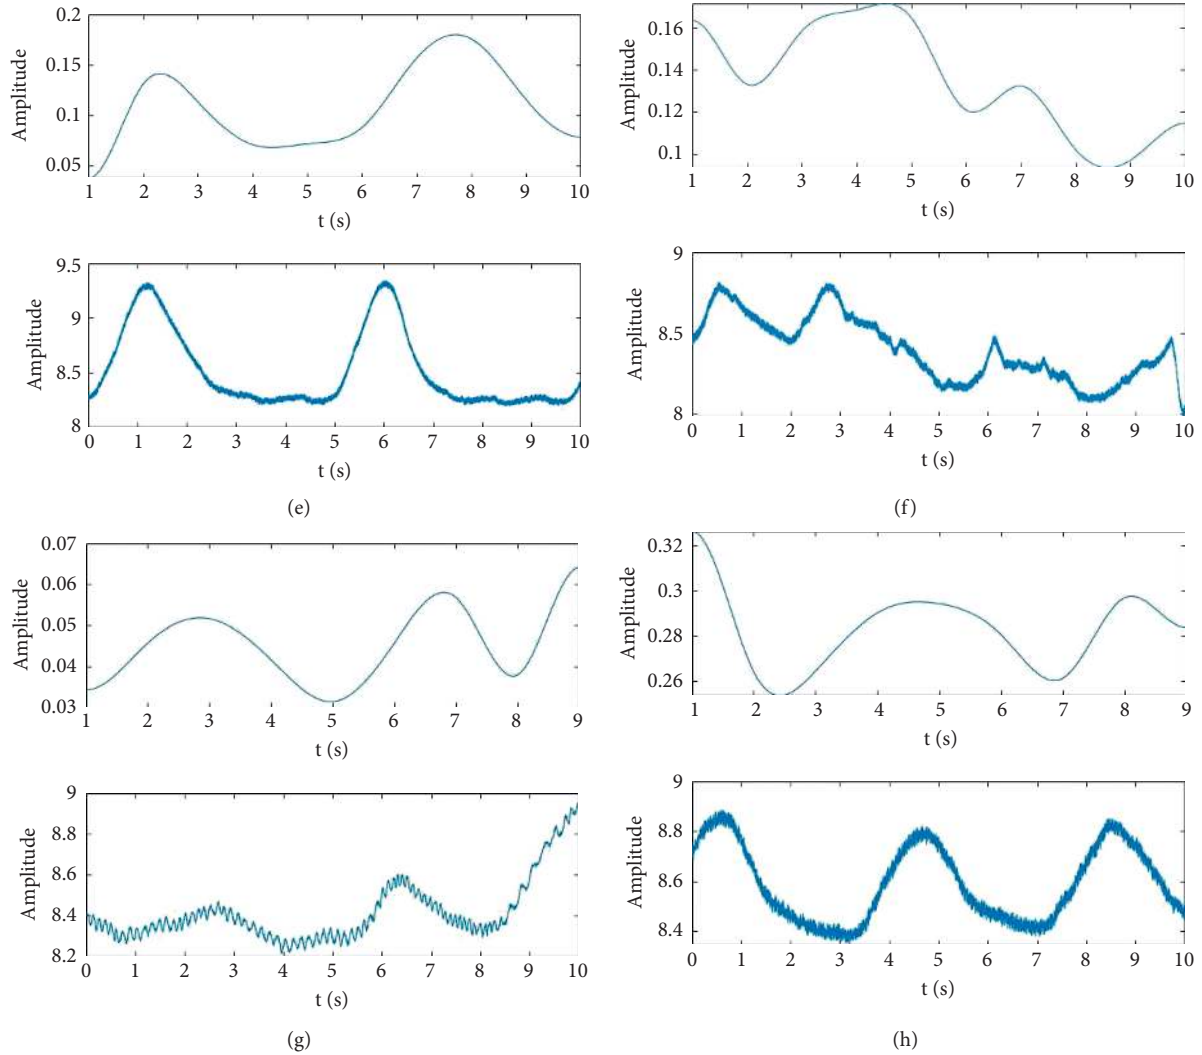 0.2
0.15
0.1
0.05
Amplitude
1 2 3 4 5 6 7 8 9 10
t (s)
9.5
9
8.5
8
Amplitude
0 1 2 3 4 5 6 7 8 9 10
t (s)
(e)
0.16
0.14
0.12
0.1
Amplitude
1 2 3 4 5 6 7 8 9 10
t (s)
9
8.5
8
Amplitude
0 1 2 3 4 5 6 7 8 9 10
t (s)
(f)
0.07
0.06
0.05
0.04
0.03
Amplitude
1 2 3 4 5 6 7 8 9
t (s)
9
8.8
8.6
8.4
8.2
Amplitude
0 1 2 3 4 5 6 7 8 9 10
t (s)
(g)
0.32
0.3
0.28
0.26
Amplitude
1 2 3 4 5 6 7 8 9
t (s)
9
8.8
8.6
8.4
Amplitude
0 1 2 3 4 5 6 7 8 9 10
t (s)
(h)